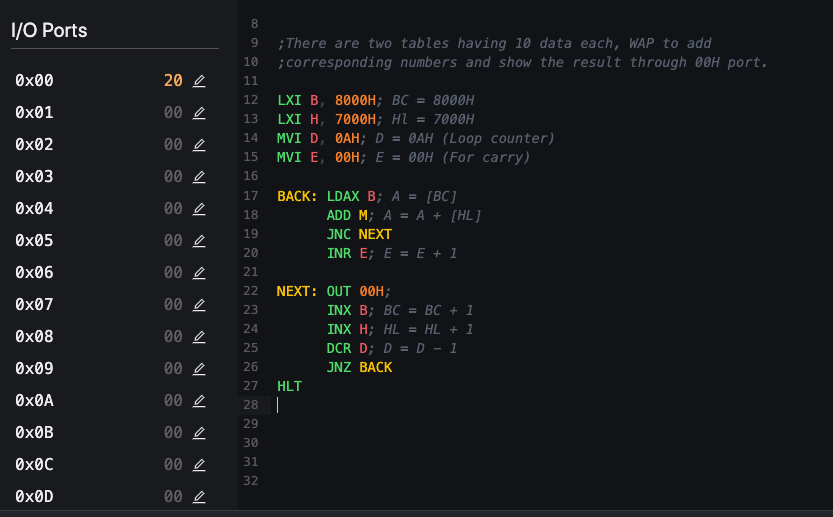 I/O Ports
0x00 20
0x01 00
0x02 00
0x03 00
0x04 00
0x05 00
0x06 00
0x07 00
0x08 00
0x09 00
0x0A 00
0x0B 00
0x0C 00
0x0D 00
8
9 ;There are two tables having 10 data each, WAP to add
10 ;corresponding numbers and show the result through 00H port.
11
12 LXI B, 8000H; BC = 8000H
13 LXI H, 7000H; Hl = 7000H
14 MVI D, 0AH; D = 0AH (Loop counter)
15 MVI E, 00H; E = 00H (For carry)
16
17 BACK: LDAX B; A = [BC]
18 ADD M; A = A + [HL]
19 JNC NEXT
20 INR E; E = E + 1
21
22 NEXT: OUT 00H;
23 INX B; BC = BC + 1
24 INX H; HL = HL + 1
25 DCR D; D = D - 1
26 JNZ BACK
27 HLT
28
29
30
31
32